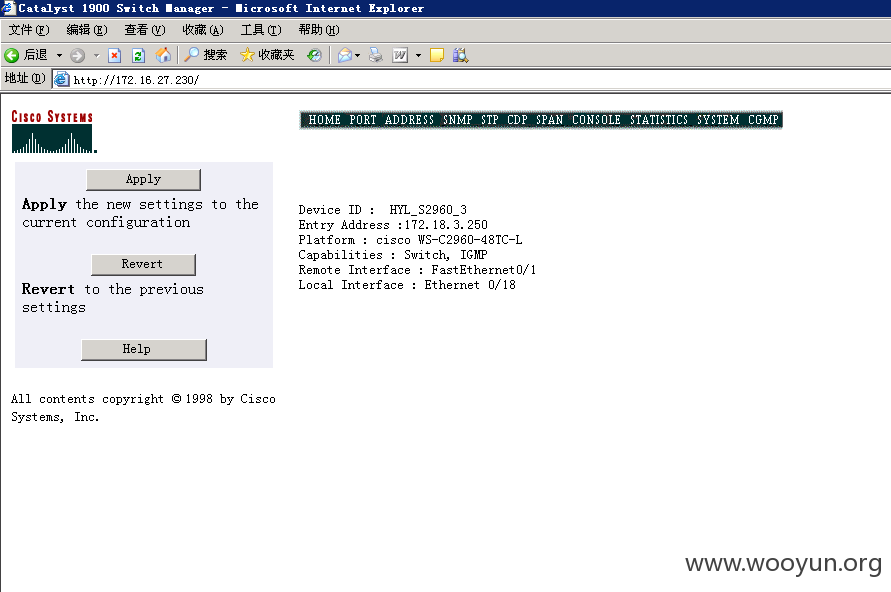 Catalyst 1900 Switch Manager - Microsoft Internet Explorer
文件(F) 编辑(E) 查看(V) 收藏(A) 工具(T) 帮助(H)
后退 搜索 收藏夹
地址(D) http://172.16.27.230/
CISCO SYSTEMS
HOME PORT ADDRESS SNMP STP CDP SPAN CONSOLE STATISTICS SYSTEM CGMP
Apply
Apply the new settings to the
current configuration
Revert
Revert to the previous
settings
Help
Device ID : HYL_S2960_3
Entry Address :172.18.3.250
Platform : cisco WS-C2960-48TC-L
Capabilities : Switch, IGMP
Remote Interface : FastEthernet0/1
Local Interface : Ethernet 0/18
All contents copyright © 1998 by Cisco
Systems, Inc.
www.wooyun.org